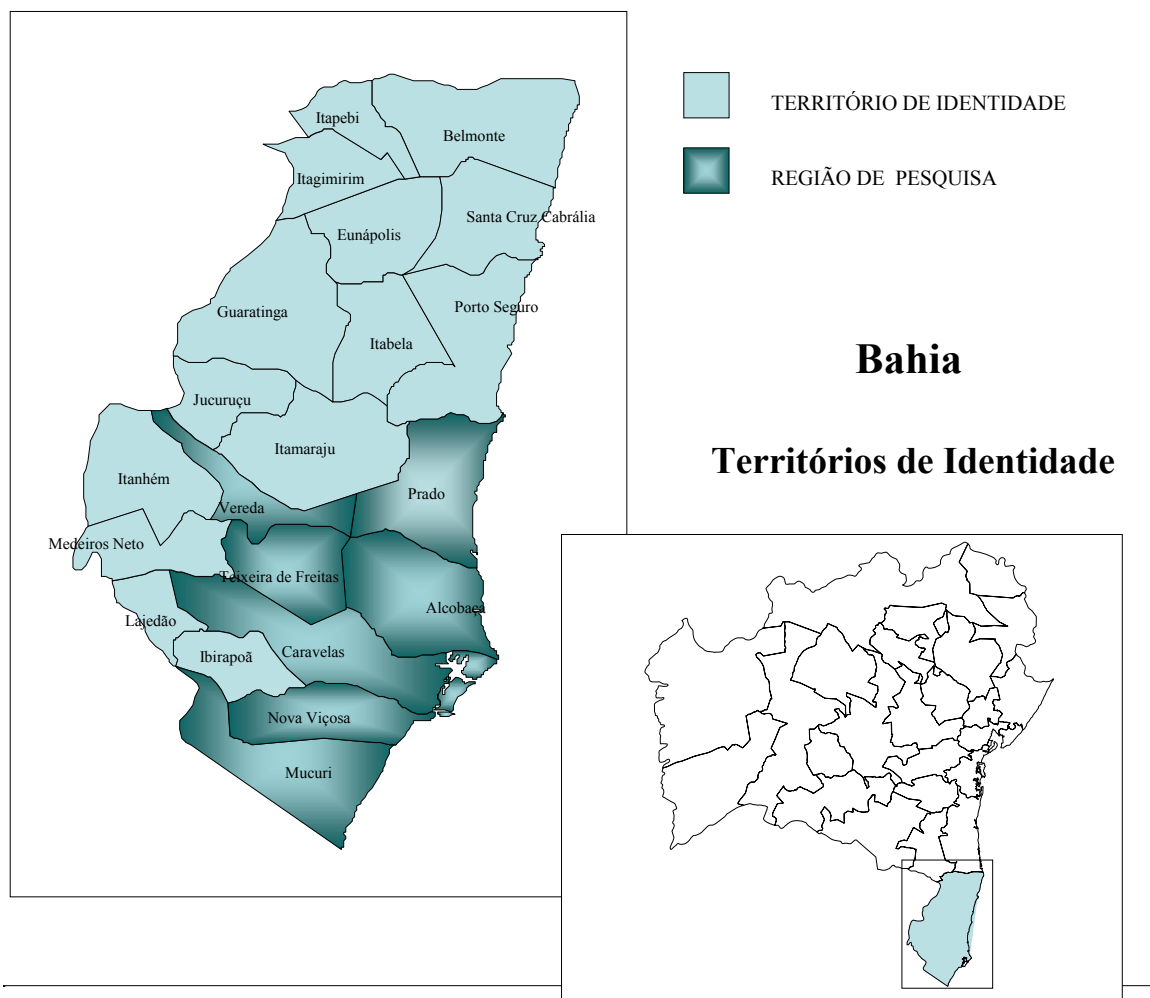 Itapebi
Belmonte
Itagimirim
Santa Cruz Cabrália
Eunápolis
Guaratinga
Porto Seguro
Itabela
Jucuruçu
Itamaraju
Itanhém
Prado
Vereda
Medeiros Neto
Teixeira de Freitas
Alcobaça
Lajedão
Ibirapoã
Caravelas
Nova Viçosa
Mucuri
TERRITÓRIO DE IDENTIDADE
REGIÃO DE PESQUISA
Bahia
Territórios de Identidade